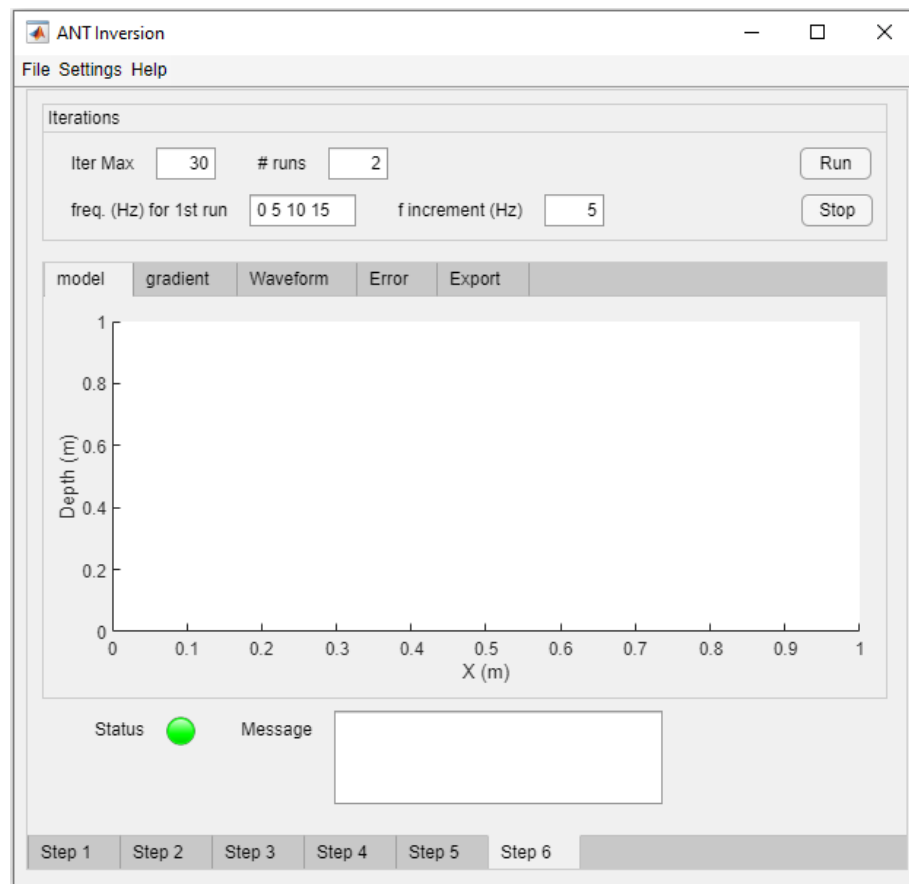 ANT Inversion
File Settings Help
Iterations
Iter Max 30 # runs 2 Run
freq. (Hz) for 1st run 0 5 10 15 f increment (Hz) 5 Stop
model gradient Waveform Error Export
1
0.8
0.6
0.4
0.2
0
Depth (m)
0 0.1 0.2 0.3 0.4 0.5 0.6 0.7 0.8 0.9 1
X (m)
Status Message
Step 1 Step 2 Step 3 Step 4 Step 5 Step 6